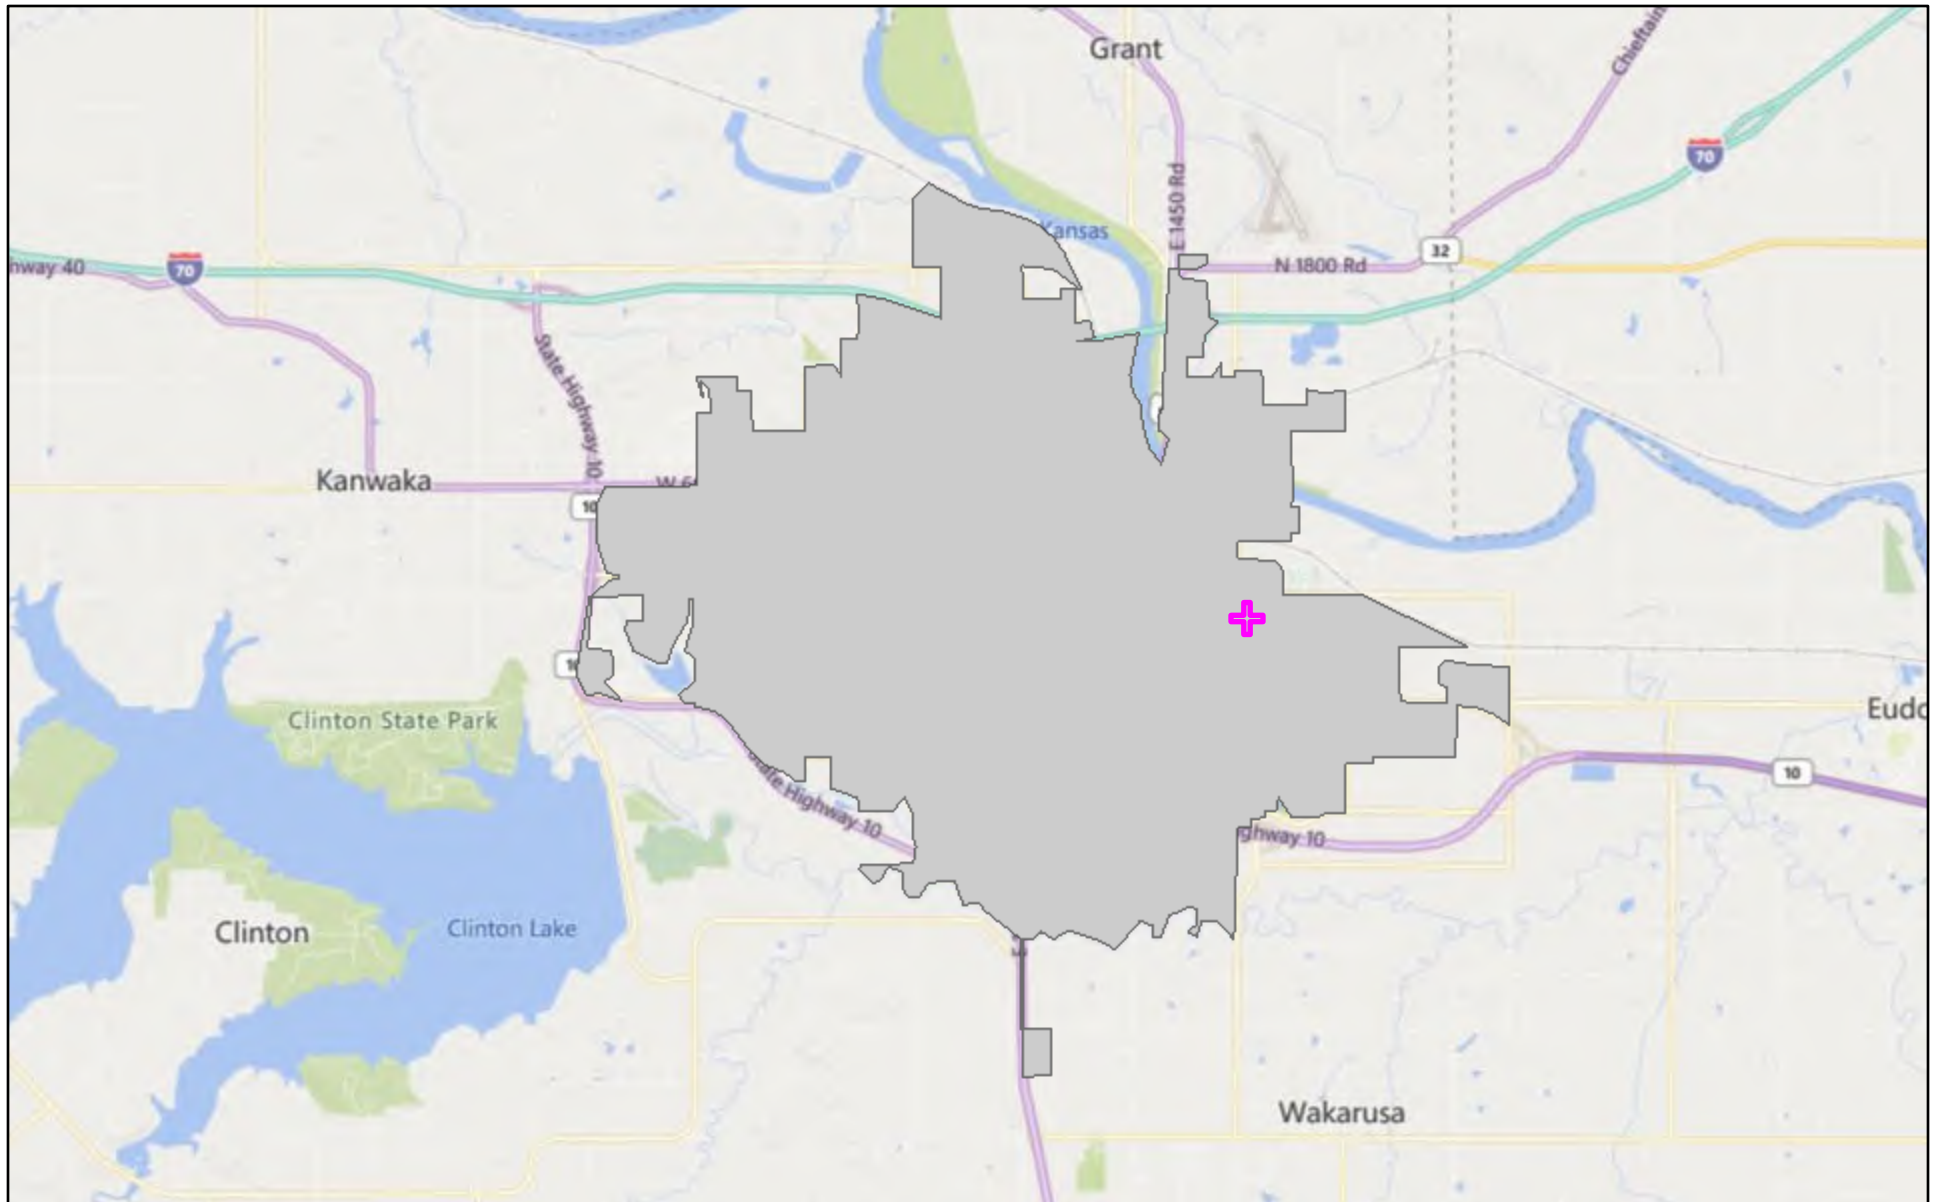 Grant
Chieftain
70
E 1450 Rd
Kansas
32
N 1800 Rd
hway 40
70
State Highway 10
Kanwaka
W 6
10
Clinton State Park
Eudo
State Highway 10
10
ghway 10
Clinton
Clinton Lake
Wakarusa